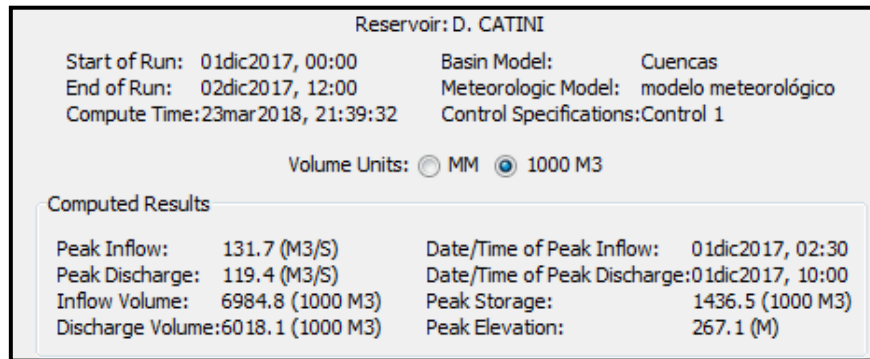 Reservoir: D. CATINI
Start of Run: 01dic2017, 00:00 Basin Model: Cuencas
End of Run: 02dic2017, 12:00 Meteorologic Model: modelo meteorológico
Compute Time:23mar2018, 21:39:32 Control Specifications:Control 1
Volume Units: MM 1000 M3
Computed Results
Peak Inflow: 131.7 (M3/S) Date/Time of Peak Inflow: 01dic2017, 02:30
Peak Discharge: 119.4 (M3/S) Date/Time of Peak Discharge:01dic2017, 10:00
Inflow Volume: 6984.8 (1000 M3) Peak Storage: 1436.5 (1000 M3)
Discharge Volume:6018.1 (1000 M3) Peak Elevation: 267.1 (M)